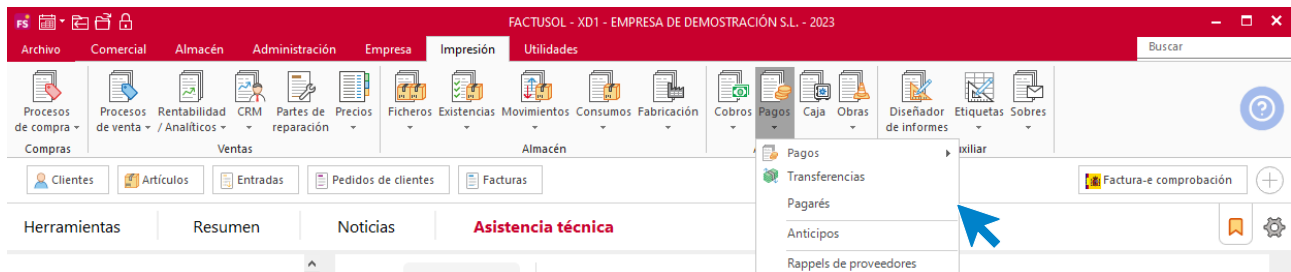 FS
FACTUSOL - XD1 - EMPRESA DE DEMOSTRACIÓN S.L. - 2023
Archivo Comercial Almacén Administración Empresa Impresión Utilidades Buscar
Procesos de compra
Procesos de venta
Rentabilidad / Analíticos
CRM
Partes de reparación
Precios
Ficheros
Existencias
Movimientos
Consumos
Fabricación
Cobros
Pagos
Caja
Obras
Diseñador de informes
Etiquetas
Sobres
Compras Ventas Almacén A uxiliar
Pagos
Transferencias
Pagarés
Anticipos
Rappels de proveedores
Clientes Artículos Entradas Pedidos de clientes Facturas Factura-e comprobación
Herramientas Resumen Noticias Asistencia técnica